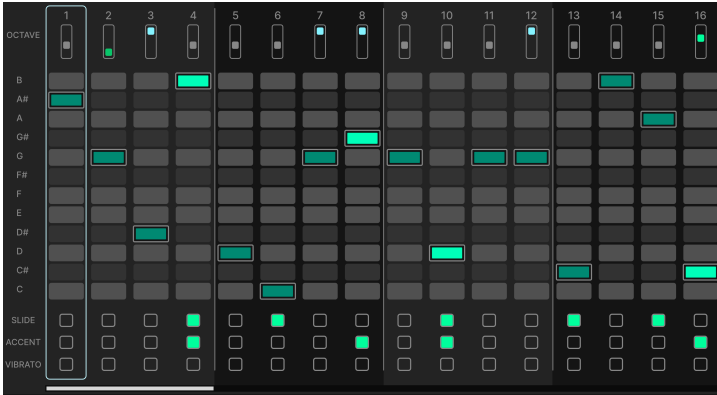 1 2 3 4 5 6 7 8 9 10 11 12 13 14 15 16
OCTAVE
B
A#
A
G#
G
F#
F
E
D#
D
C#
C
SLIDE
ACCENT
VIBRATO